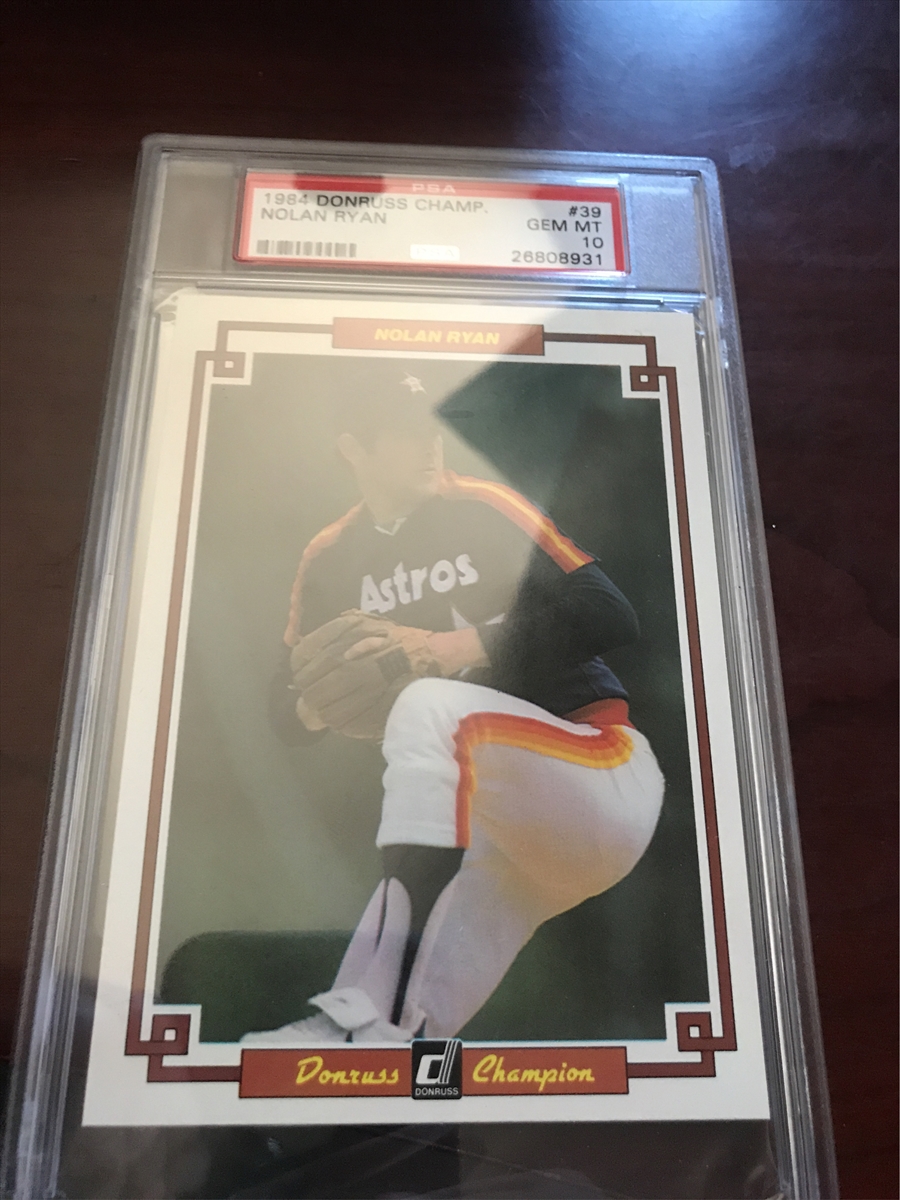 PSA
1984 DONRUSS CHAMP. #39
NOLAN RYAN GEM MT
10
26808931
NOLAN RYAN
Astros
Donruss Champion
DONRUSS